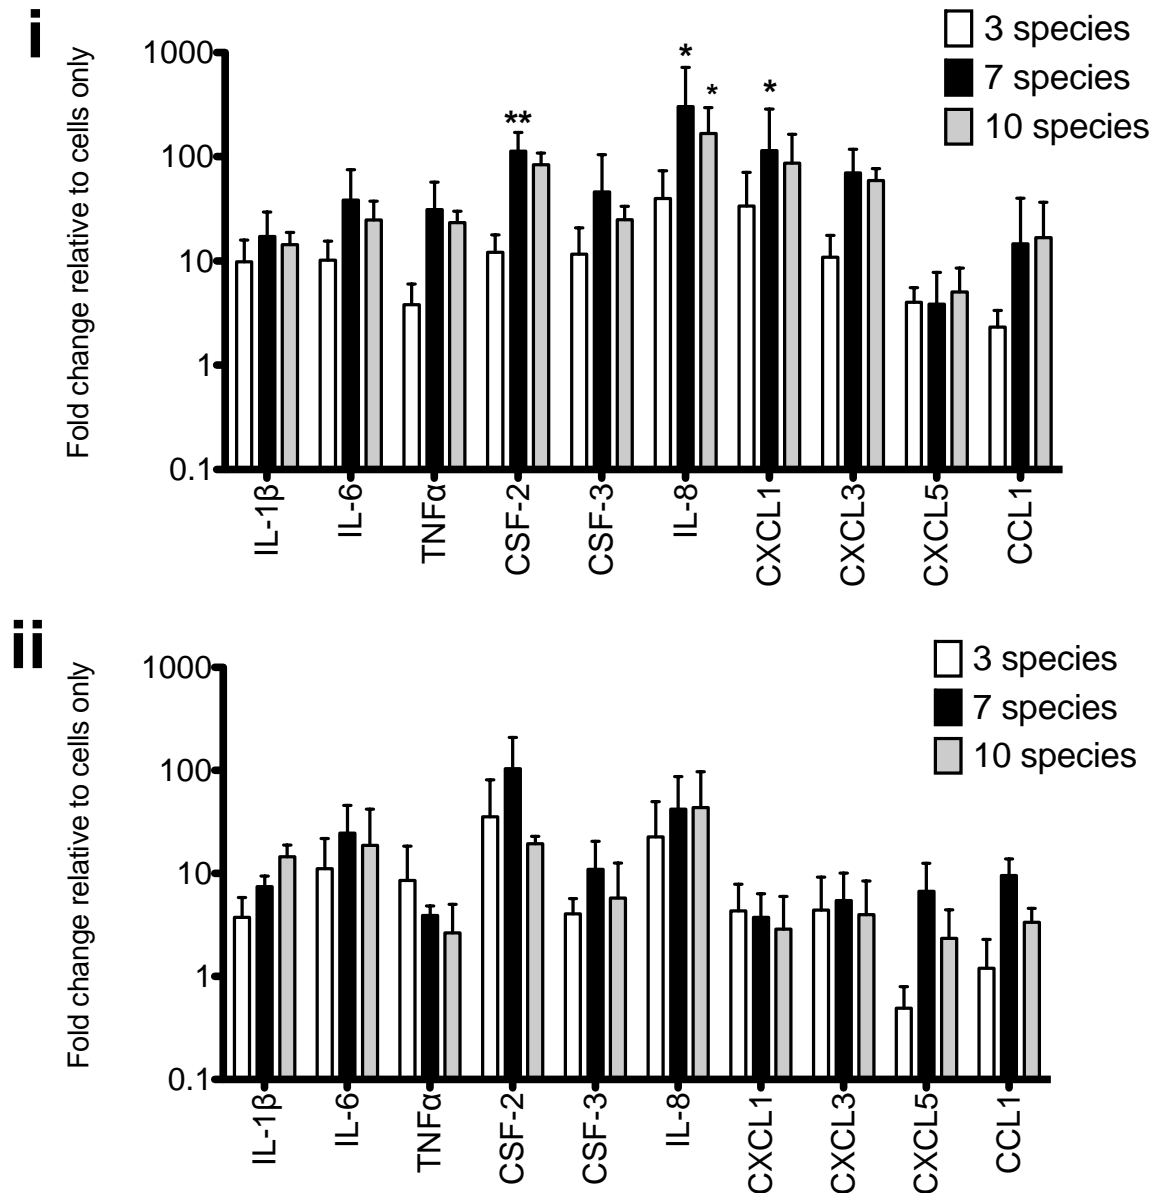 i
Fold change relative to cells only
1000
100
10
1
0.1
** * * *
3 species
7 species
10 species
IL-1β
IL-6
TNFα
CSF-2
CSF-3
IL-8
CXCL1
CXCL3
CXCL5
CCL1
ii
Fold change relative to cells only
1000
100
10
1
0.1
3 species
7 species
10 species
IL-1β
IL-6
TNFα
CSF-2
CSF-3
IL-8
CXCL1
CXCL3
CXCL5
CCL1